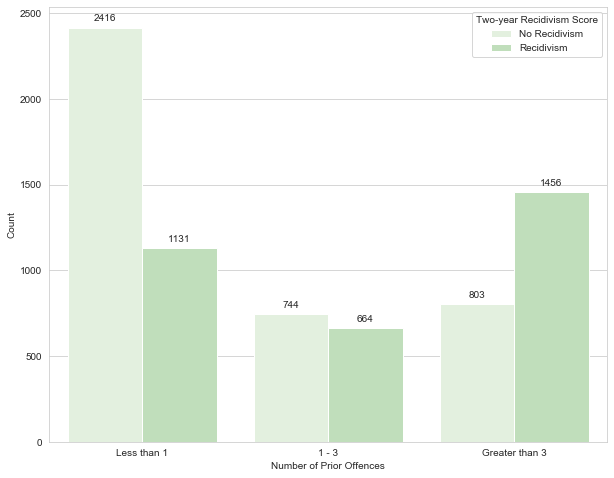 2500
2000
1500
1000
500
0
Count
Two-year Recidivism Score
No Recidivism
Recidivism
2416
1131
744
664
803
1456
Less than 1
1 - 3
Greater than 3
Number of Prior Offences